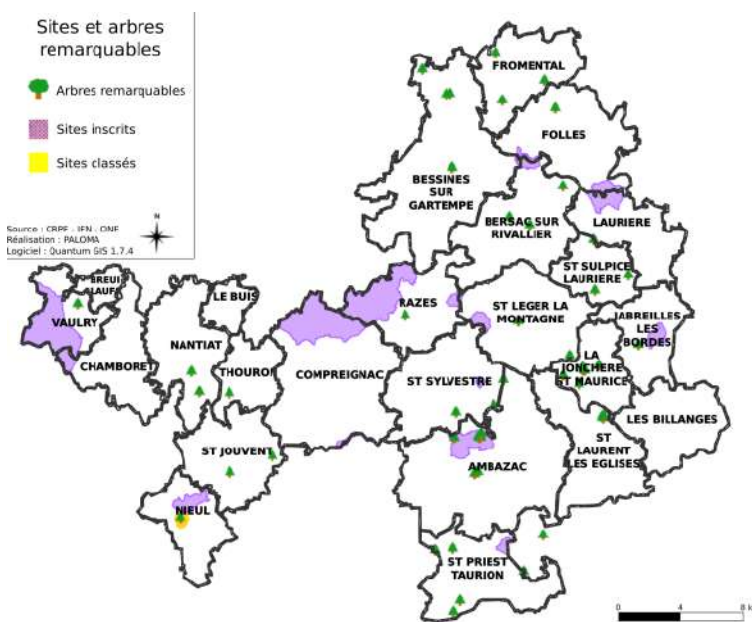 Sites et arbres
remarquables
Arbres remarquables
Sites inscrits
Sites classés
N
Source : CRPF - IFN - ONF
Réalisation : PALOMA
Logiciel : Quantum GIS 1.7.4
FROMENTAL
FOLLES
BESSINES
SUR
GARTEMPE
BERSAC SUR
RIVALLIER
LAURIERE
ST SULPICE
LAURIERE
BREUI
LAUFA
VAULRY
CHAMBORET
LE BUIS
NANTIAT
THOURON
RAZES
COMPREIGNAC
ST LEGER LA
MONTAGNE
JABREILLES
LES
BORDES
LA
JONCHERE
ST MAURICE
ST SYLVESTRE
LES BILLANGES
ST
LAURENT
LES EGLISES
AMBAZAC
ST JOUVENT
NIEUL
ST PRIEST
TAURION
0 4 8 k